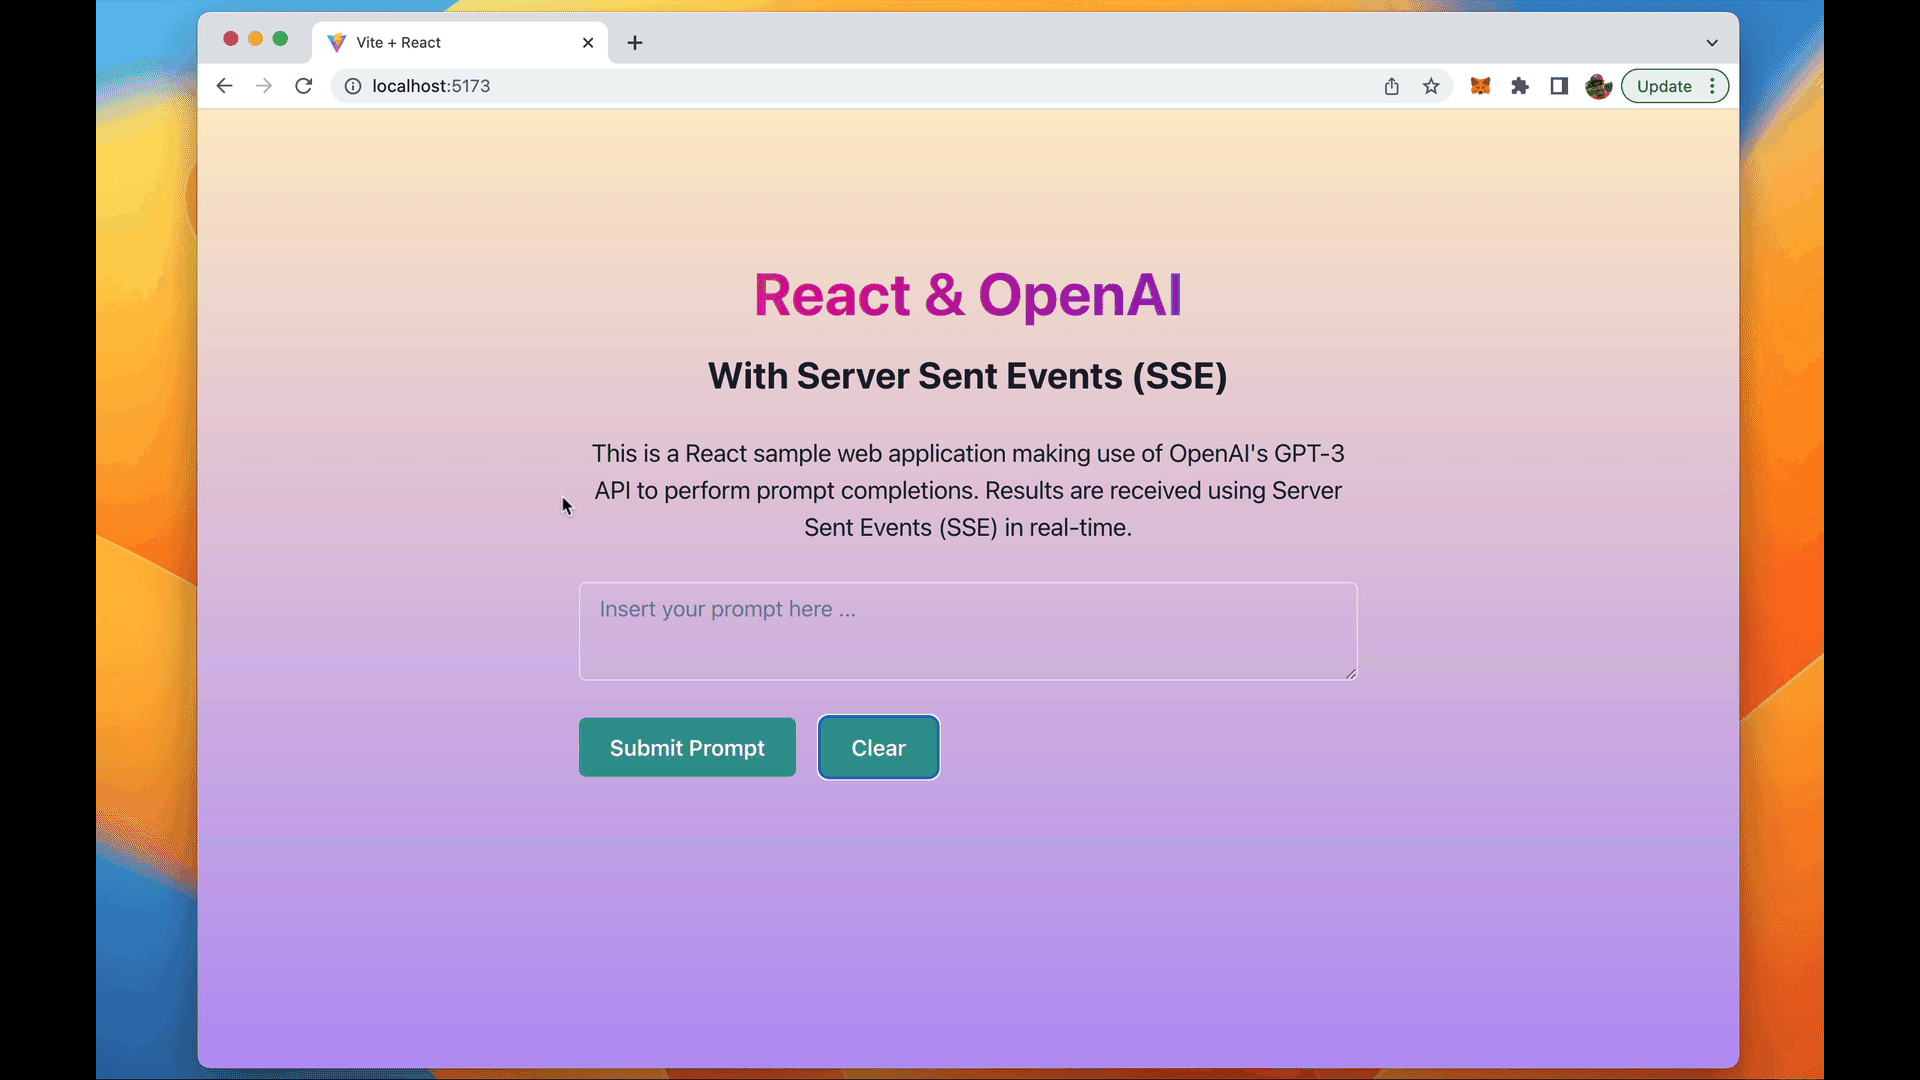 Vite + React
localhost:5173
Update
React & OpenAI
With Server Sent Events (SSE)
This is a React sample web application making use of OpenAI's GPT-3
API to perform prompt completions. Results are received using Server
Sent Events (SSE) in real-time.
Insert your prompt here ...
Submit Prompt
Clear